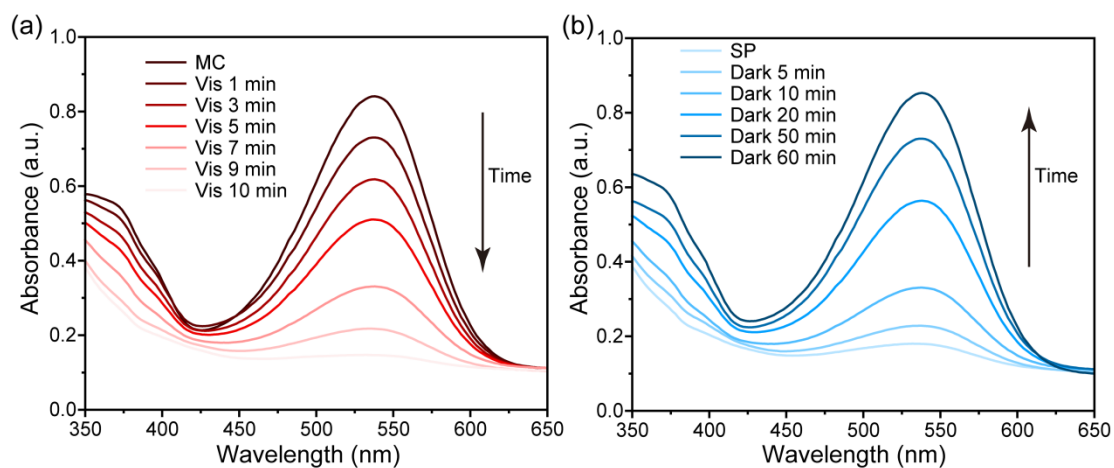 (a)
1.0
0.8
0.6
0.4
0.2
0.0
Absorbance (a.u.)
MC
Vis 1 min
Vis 3 min
Vis 5 min
Vis 7 min
Vis 9 min
Vis 10 min
Time
350 400 450 500 550 600 650
Wavelength (nm)
(b)
1.0
0.8
0.6
0.4
0.2
0.0
Absorbance (a.u.)
SP
Dark 5 min
Dark 10 min
Dark 20 min
Dark 50 min
Dark 60 min
Time
350 400 450 500 550 600 650
Wavelength (nm)